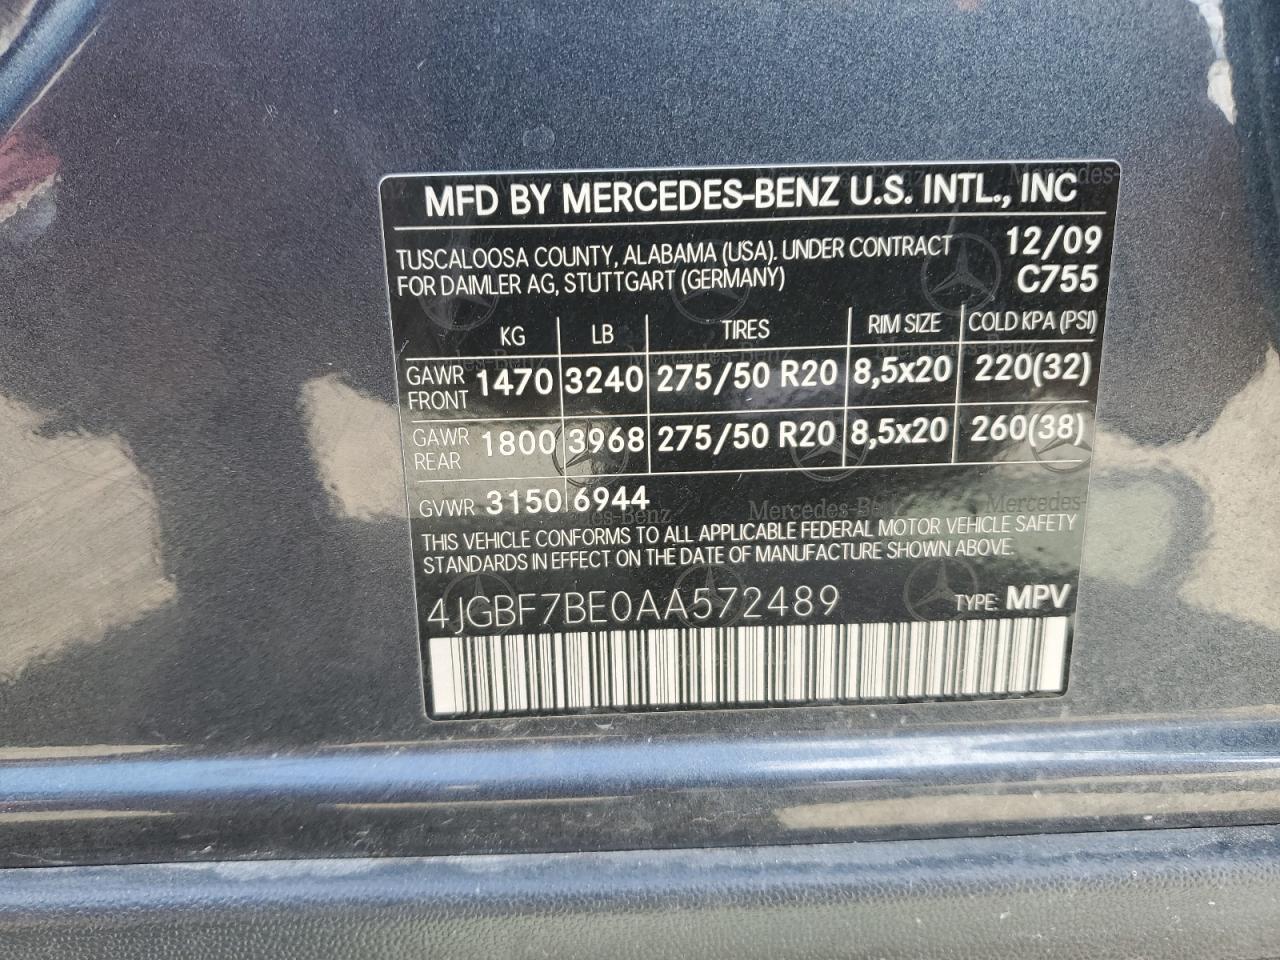 MFD BY MERCEDES-BENZ U.S. INTL., INC
TUSCALOOSA COUNTY, ALABAMA (USA). UNDER CONTRACT 12/09
FOR DAIMLER AG, STUTTGART (GERMANY) C755
KG LB TIRES RIM SIZE COLD KPA (PSI)
GAWR FRONT 1470 3240 275/50 R20 8,5x20 220(32)
GAWR REAR 1800 3968 275/50 R20 8,5x20 260(38)
GVWR 3150 6944
THIS VEHICLE CONFORMS TO ALL APPLICABLE FEDERAL MOTOR VEHICLE SAFETY
STANDARDS IN EFFECT ON THE DATE OF MANUFACTURE SHOWN ABOVE.
4JGBF7BE0AA572489 TYPE: MPV